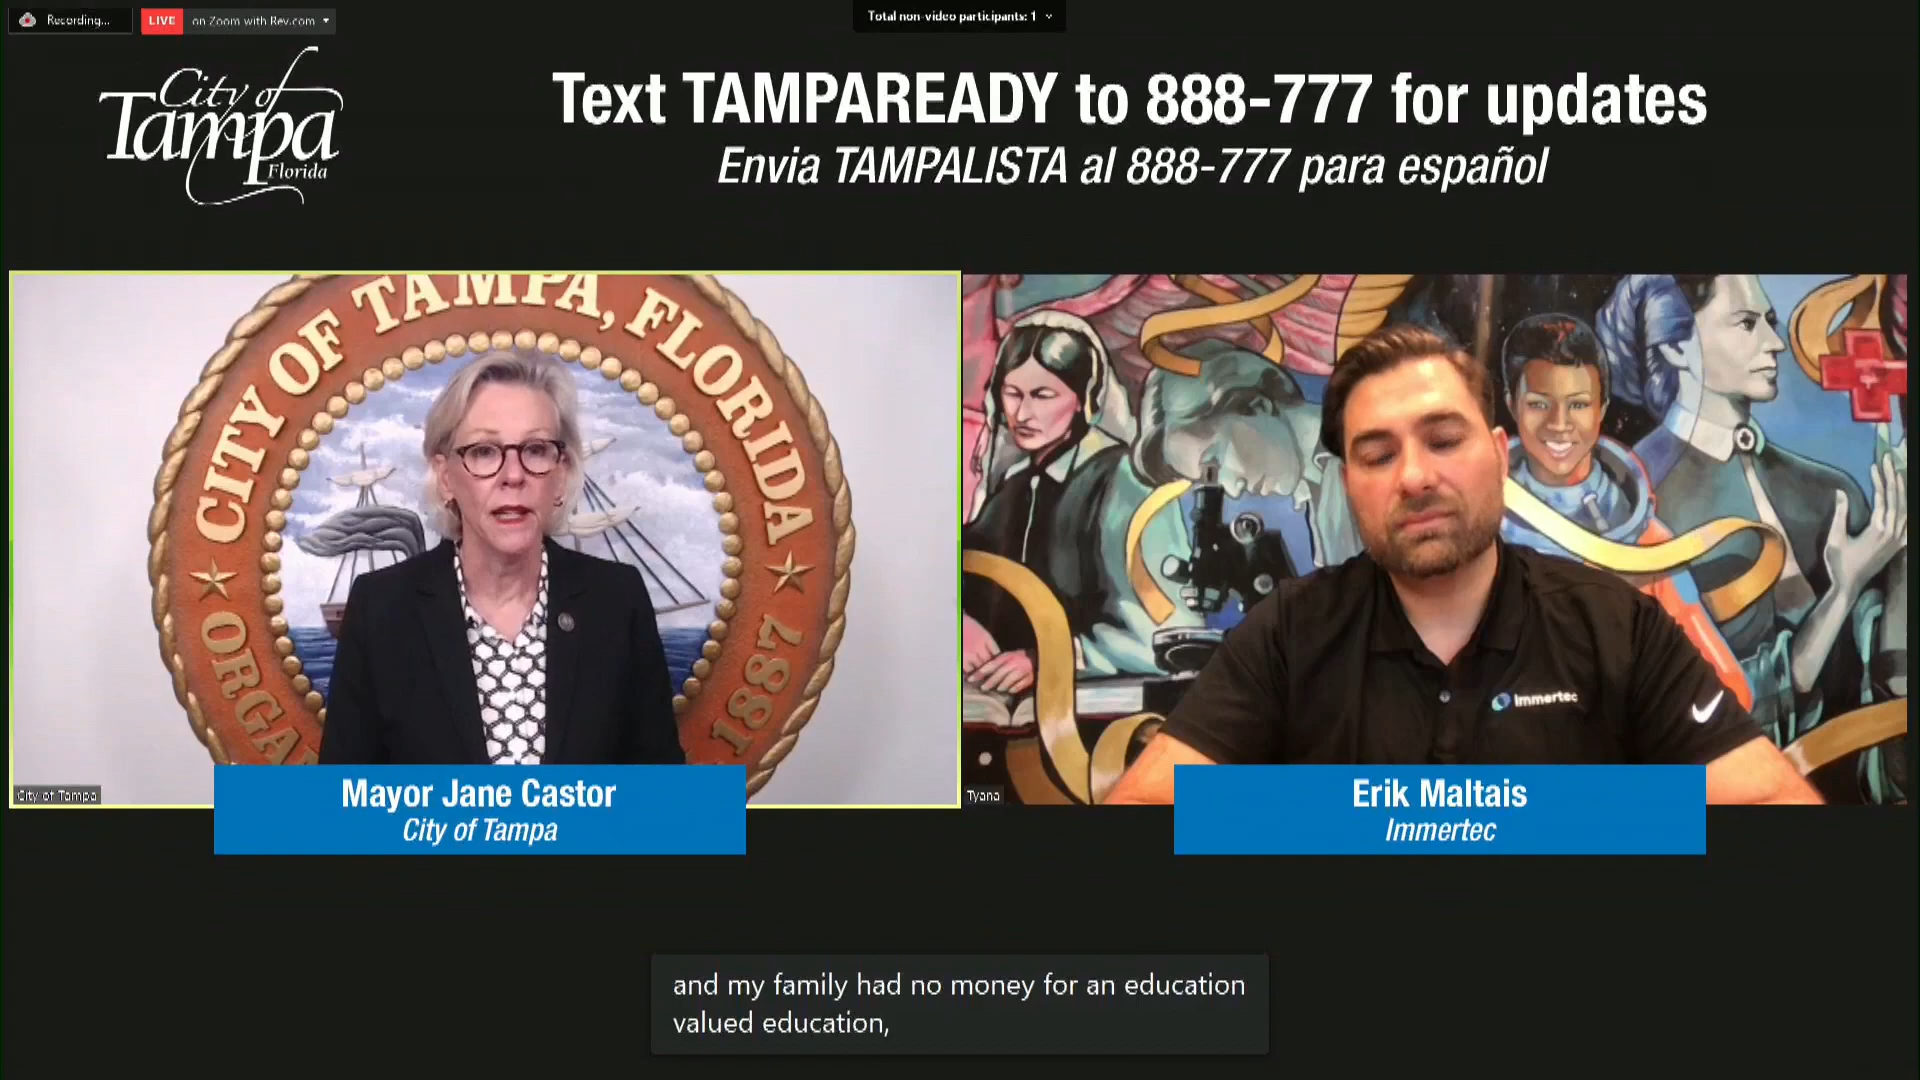 Recording...
LIVE on Zoom with Rev.com
Total non-video participants: 1
City of
Tampa
Florida
Text TAMPAREADY to 888-777 for updates
Envia TAMPALISTA al 888-777 para español
CITY OF TAMPA, FLORIDA
ORGA
1887
immertec
City of Tampa
Tyana
Mayor Jane Castor
City of Tampa
Erik Maltais
Immertec
and my family had no money for an education
valued education,